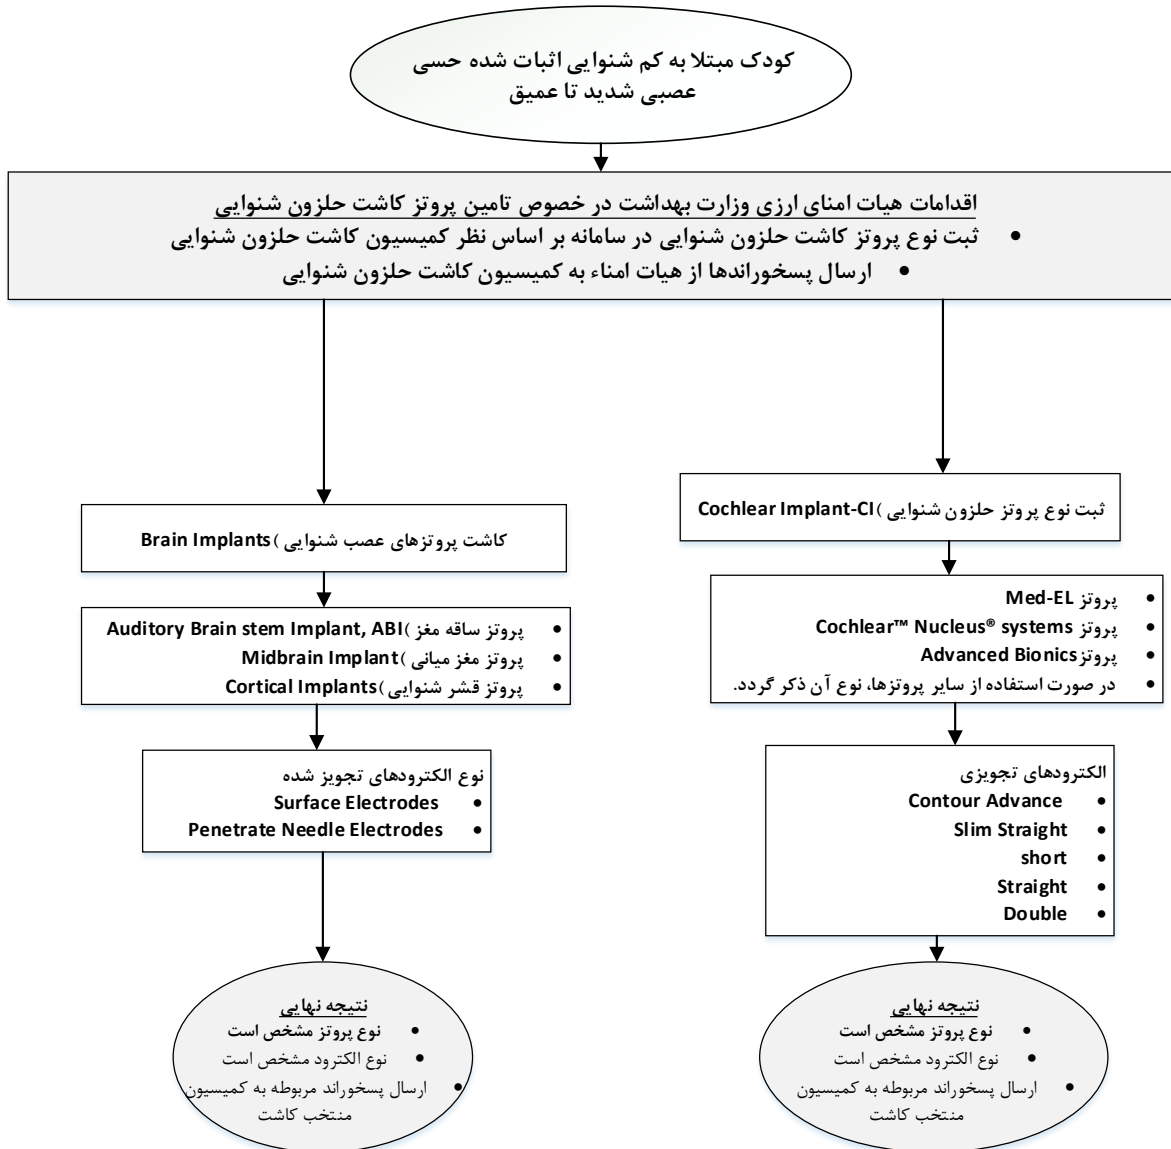 کودک مبتلا به کم شنوایی اثبات شده حسی
عصبی شدید تا عمیق
اقدامات هیات امنای ارزی وزارت بهداشت در خصوص تامین پروتز کاشت حلزون شنوایی
• ثبت نوع پروتز کاشت حلزون شنوایی در سامانه بر اساس نظر کمیسیون کاشت حلزون شنوایی
• ارسال پسخوراندها از هیات امناء به کمیسیون کاشت حلزون شنوایی
ثبت نوع پروتز حلزون شنوایی )Cochlear Implant-CI
• پروتز Med-EL
• پروتز Cochlear™ Nucleus® systems
• پروتزAdvanced Bionics
• در صورت استفاده از سایر پروتزها، نوع آن ذکر گردد.
الکترودهای تجویزی
• Contour Advance
• Slim Straight
• short
• Straight
• Double
نتیجه نهایی
• نوع پروتز مشخص است
• نوع الکترود مشخص است
• ارسال پسخوراند مربوطه به کمیسیون
منتخب کاشت
کاشت پروتزهای عصب شنوایی )Brain Implants
• پروتز ساقه مغز )Auditory Brain stem Implant, ABI
• پروتز مغز میانی )Midbrain Implant
• پروتز قشر شنوایی )Cortical Implants
نوع الکترودهای تجویز شده
• Surface Electrodes
• Penetrate Needle Electrodes
نتیجه نهایی
• نوع پروتز مشخص است
• نوع الکترود مشخص است
• ارسال پسخوراند مربوطه به کمیسیون
منتخب کاشت